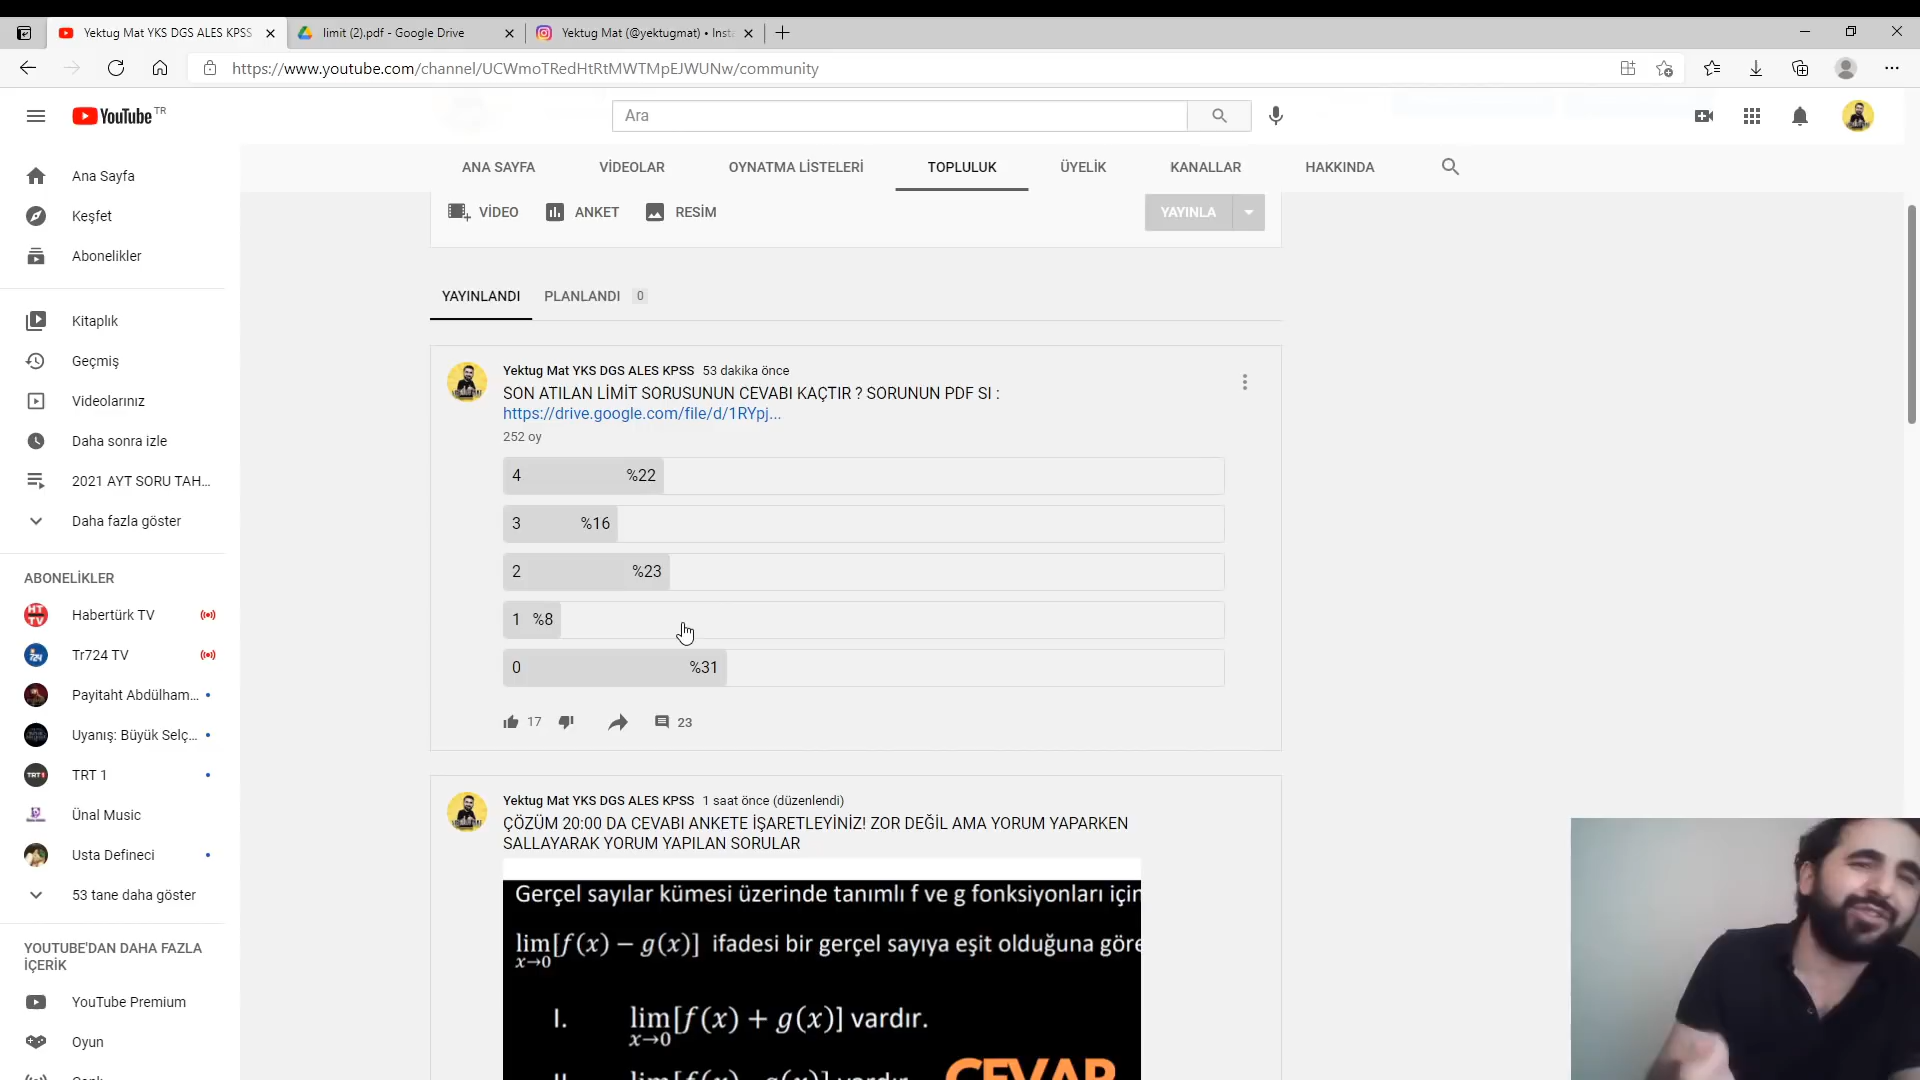 Yektug Mat YKS DGS ALES KPSS
limit (2).pdf - Google Drive
Yektug Mat (@yektugmat) • Inst
https://www.youtube.com/channel/UCWmoTRedHtRtMWTMpEJWUNw/community
YouTube TR
Ara
ANA SAYFA
VİDEOLAR
OYNATMA LİSTELERİ
TOPLULUK
ÜYELİK
KANALLAR
HAKKINDA
VİDEO
ANKET
RESİM
YAYINLA
Ana Sayfa
Keşfet
Abonelikler
Kitaplık
Geçmiş
Videolarınız
Daha sonra izle
2021 AYT SORU TAH...
Daha fazla göster
ABONELİKLER
Habertürk TV
Tr724 TV
Payitaht Abdülham...
Uyanış: Büyük Selç...
TRT 1
Ünal Music
Usta Defineci
53 tane daha göster
YOUTUBE'DAN DAHA FAZLA
İÇERİK
YouTube Premium
Oyun
YAYINLANDI
PLANLANDI 0
Yektug Mat YKS DGS ALES KPSS 53 dakika önce
SON ATILAN LİMİT SORUSUNUN CEVABI KAÇTIR ? SORUNUN PDF SI :
https://drive.google.com/file/d/1RYpj...
252 oy
4 %22
3 %16
2 %23
1 %8
0 %31
17
23
Yektug Mat YKS DGS ALES KPSS 1 saat önce (düzenlendi)
ÇÖZÜM 20:00 DA CEVABI ANKETE İŞARETLEYİNİZ! ZOR DEĞİL AMA YORUM YAPARKEN
SALLAYARAK YORUM YAPILAN SORULAR
Gerçel sayılar kümesi üzerinde tanımlı f ve g fonksiyonları için
lim x→0 [f(x) − g(x)] ifadesi bir gerçel sayıya eşit olduğuna göre
I. lim x→0 [f(x) + g(x)] vardır.
CEVAP